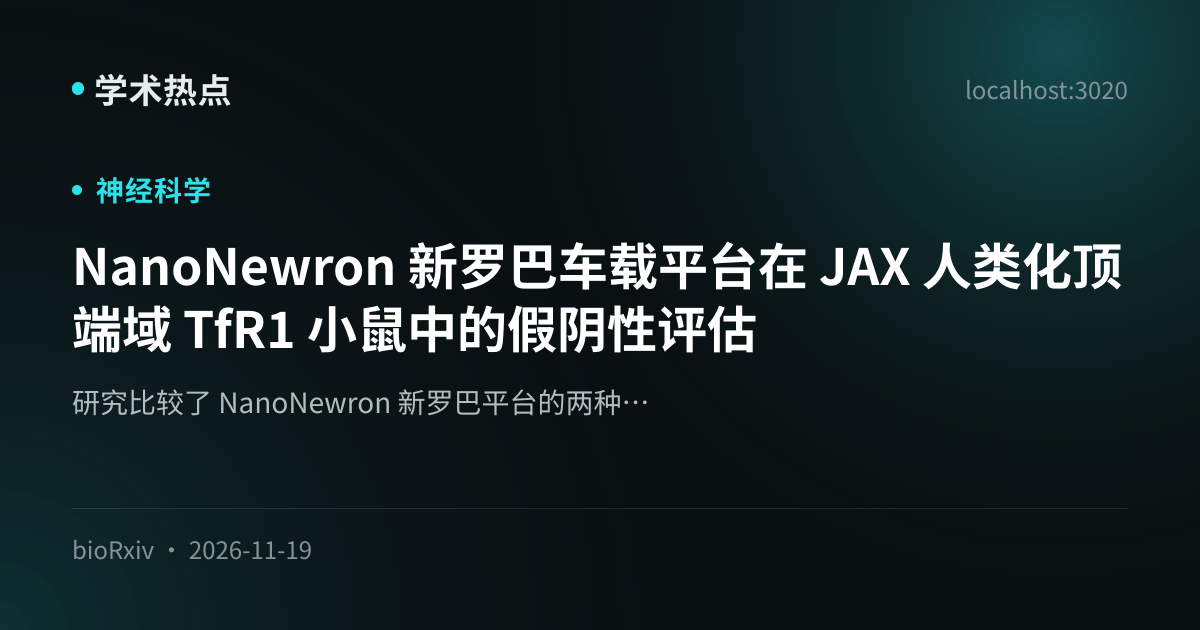 学术热点
localhost:3020
神经科学
NanoNewron 新罗巴车载平台在 JAX 人类化顶
端域 TfR1 小鼠中的假阴性评估
研究比较了 NanoNewron 新罗巴平台的两种…
bioRxiv · 2026-11-19